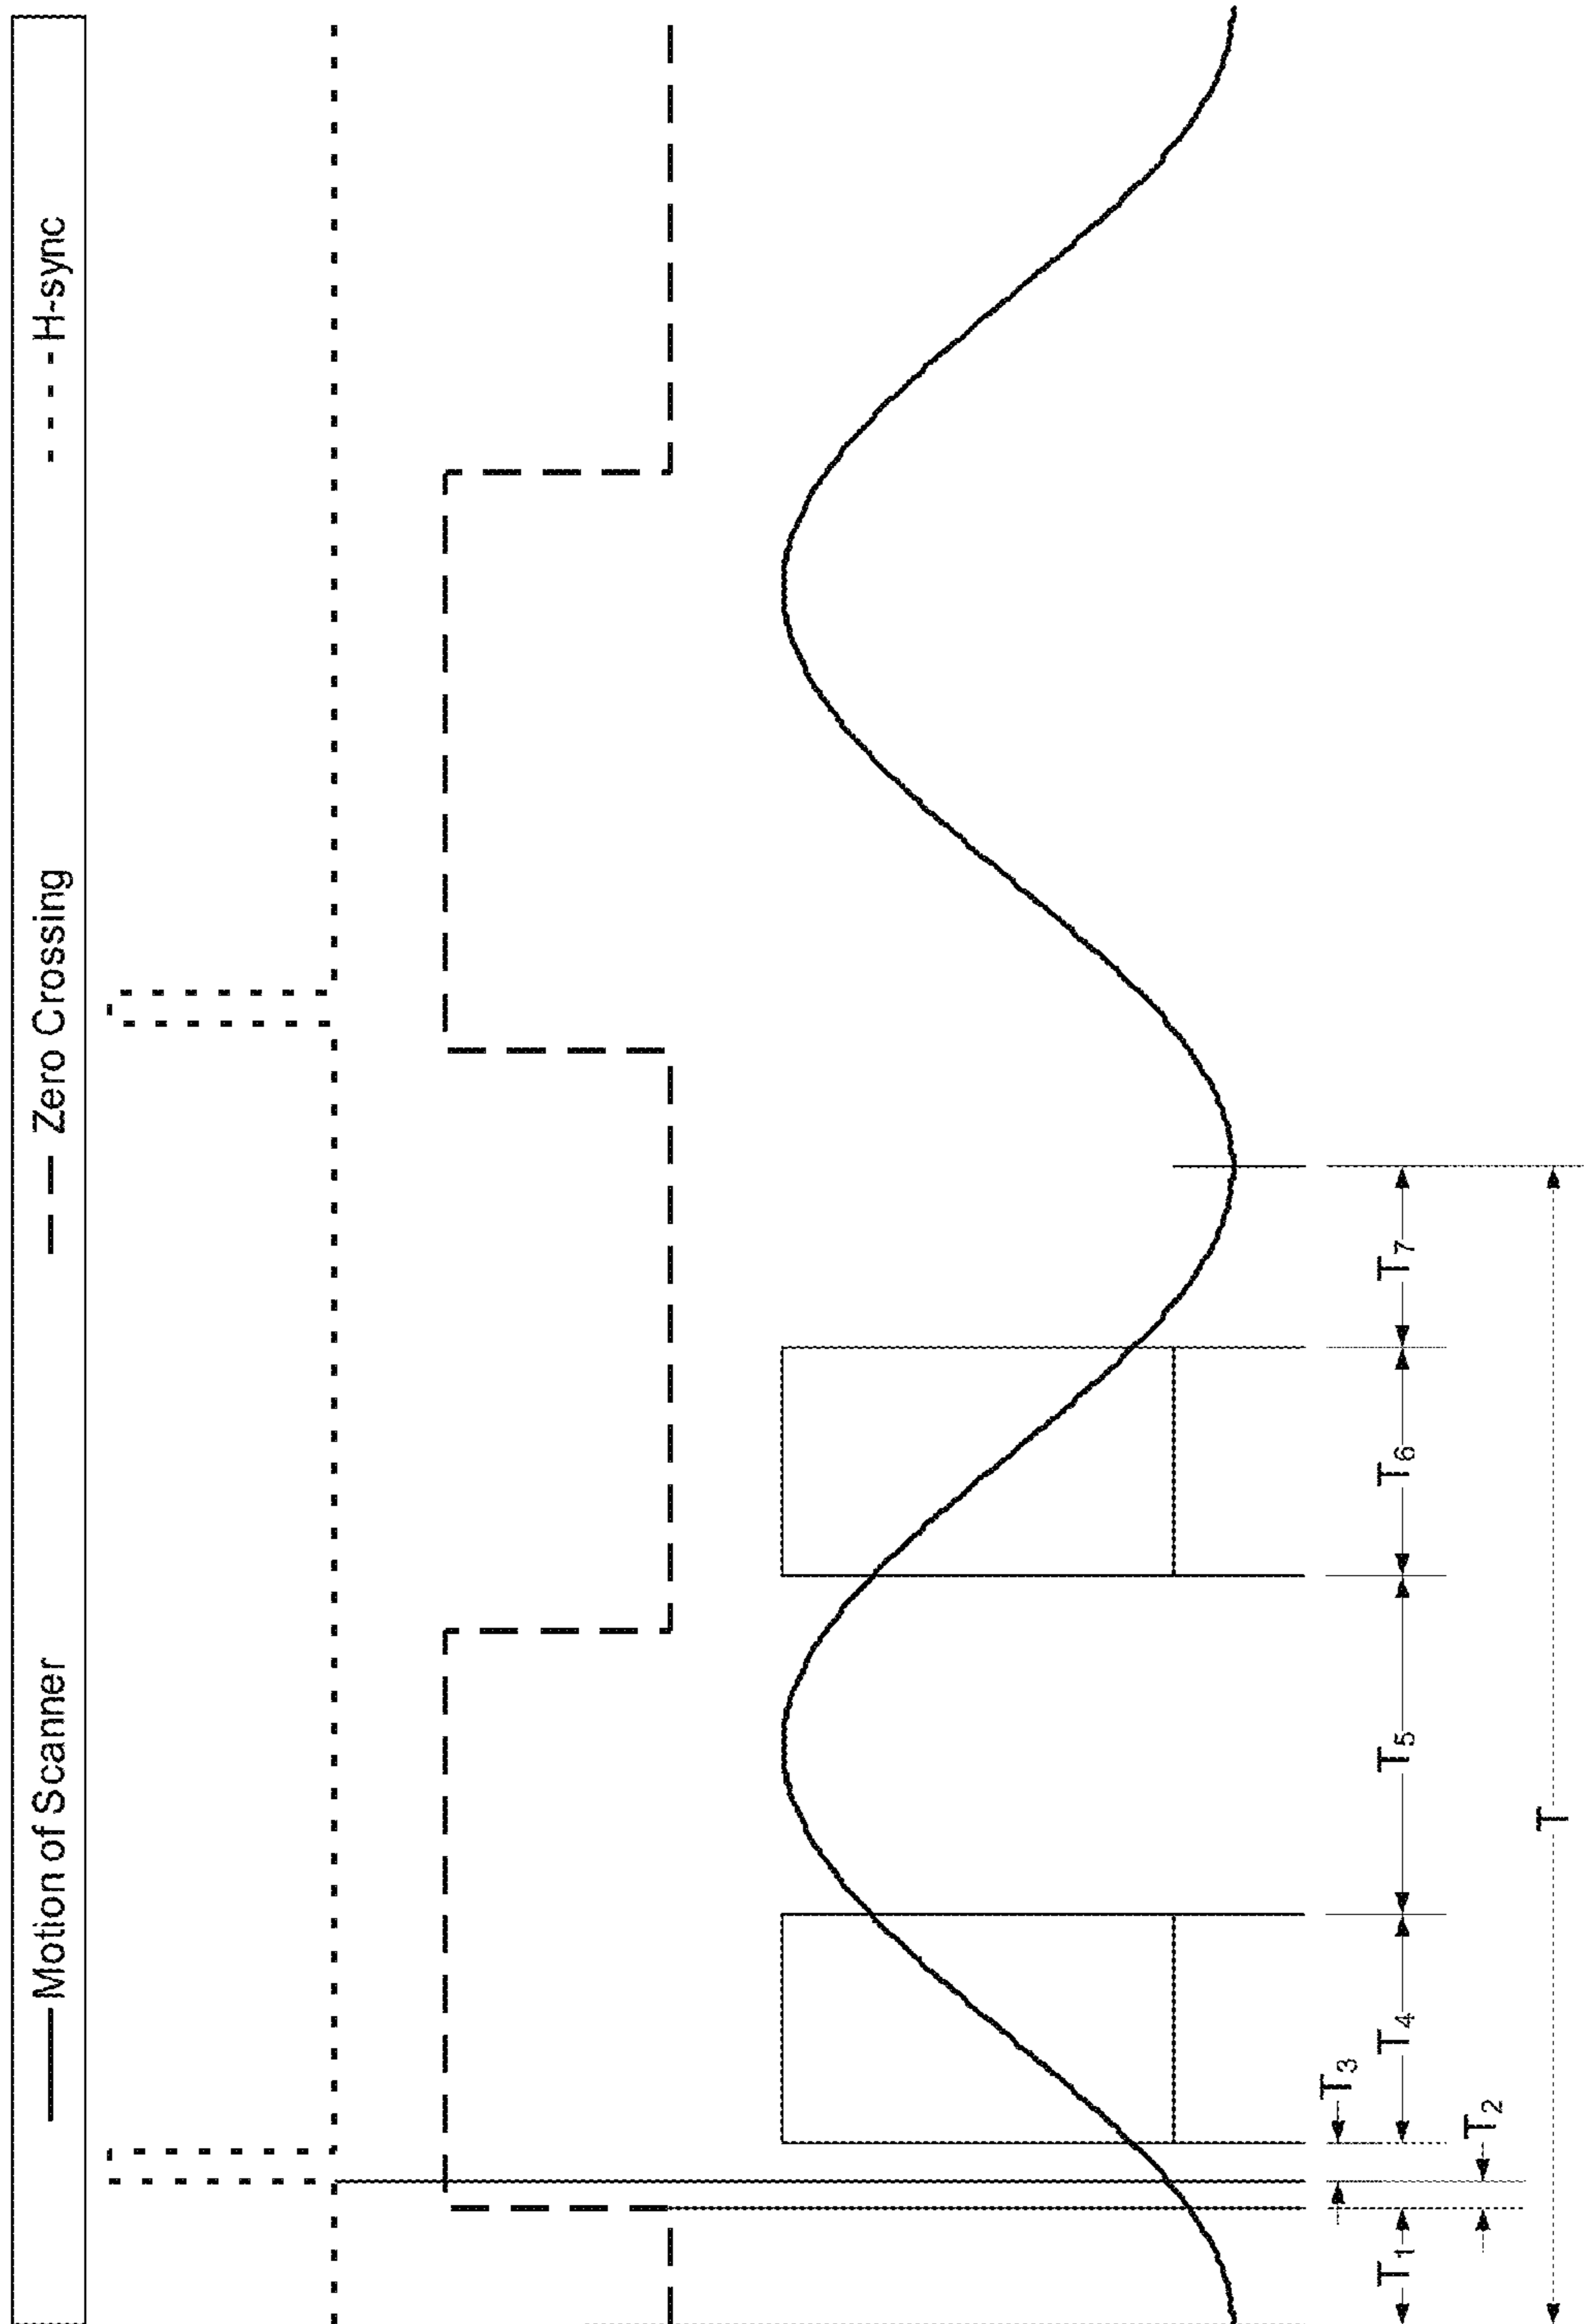 Motion of Scanner
Zero Crossing
H-sync
T1
T2
T3
T4
T5
T6
T7
T